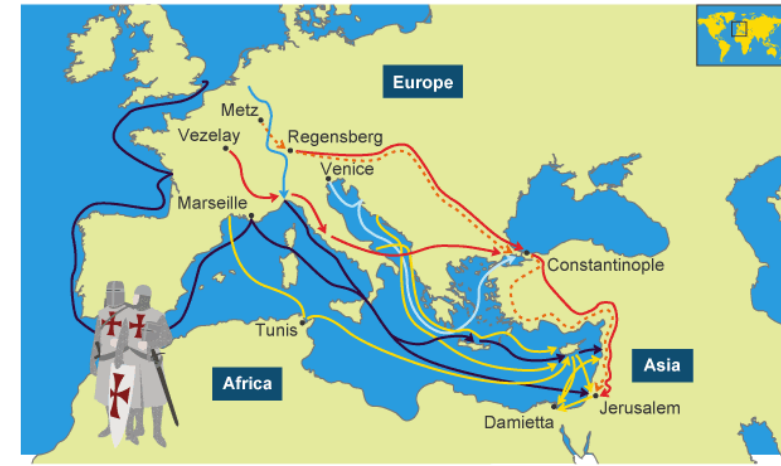 Europe
Metz
Vezelay
Regensberg
Venice
Marseille
Constantinople
Tunis
Africa
Asia
Damietta
Jerusalem